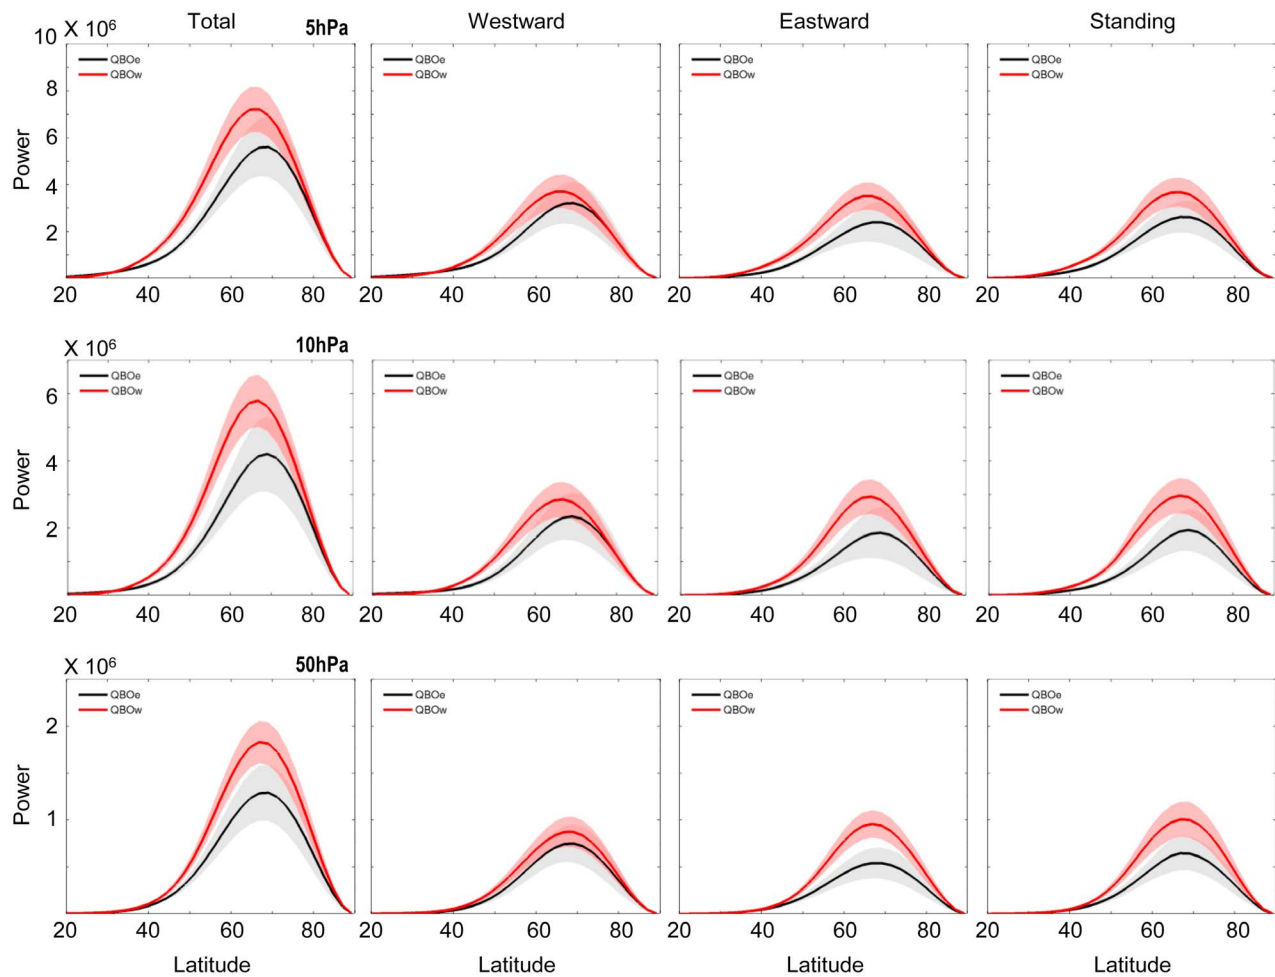 Total Westward Eastward Standing
10 X 10⁶ 5hPa
QBOe QBOe QBOe QBOe
QBOw QBOw QBOw QBOw
8
6
4
2
Power
20 40 60 80 20 40 60 80 20 40 60 80 20 40 60 80
X 10⁶ 10hPa
QBOe QBOe QBOe QBOe
QBOw QBOw QBOw QBOw
6
4
2
Power
20 40 60 80 20 40 60 80 20 40 60 80 20 40 60 80
X 10⁶ 50hPa
QBOe QBOe QBOe QBOe
QBOw QBOw QBOw QBOw
2
1
Power
20 40 60 80 20 40 60 80 20 40 60 80 20 40 60 80
Latitude Latitude Latitude Latitude